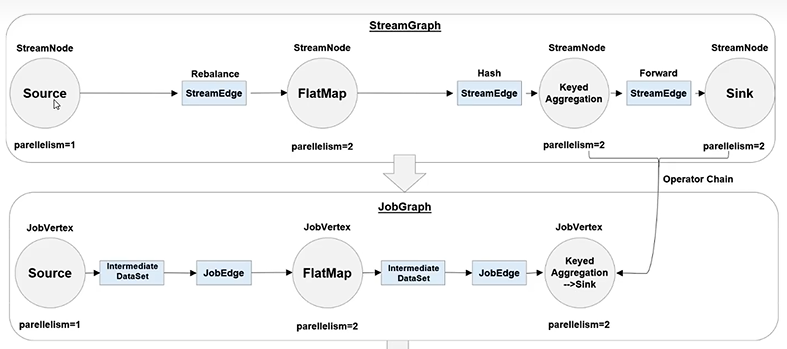 StreamGraph
StreamNode
StreamNode
StreamNode
StreamNode
Rebalance
Hash
Forward
Source
StreamEdge
FlatMap
StreamEdge
Keyed
Aggregation
StreamEdge
Sink
parellelism=1
parellelism=2
parellelism=2
parellelism=2
Operator Chain
JobGraph
JobVertex
JobVertex
JobVertex
Source
Intermediate
DataSet
JobEdge
FlatMap
Intermediate
DataSet
JobEdge
Keyed
Aggregation
-->Sink
parellelism=1
parellelism=2
parellelism=2